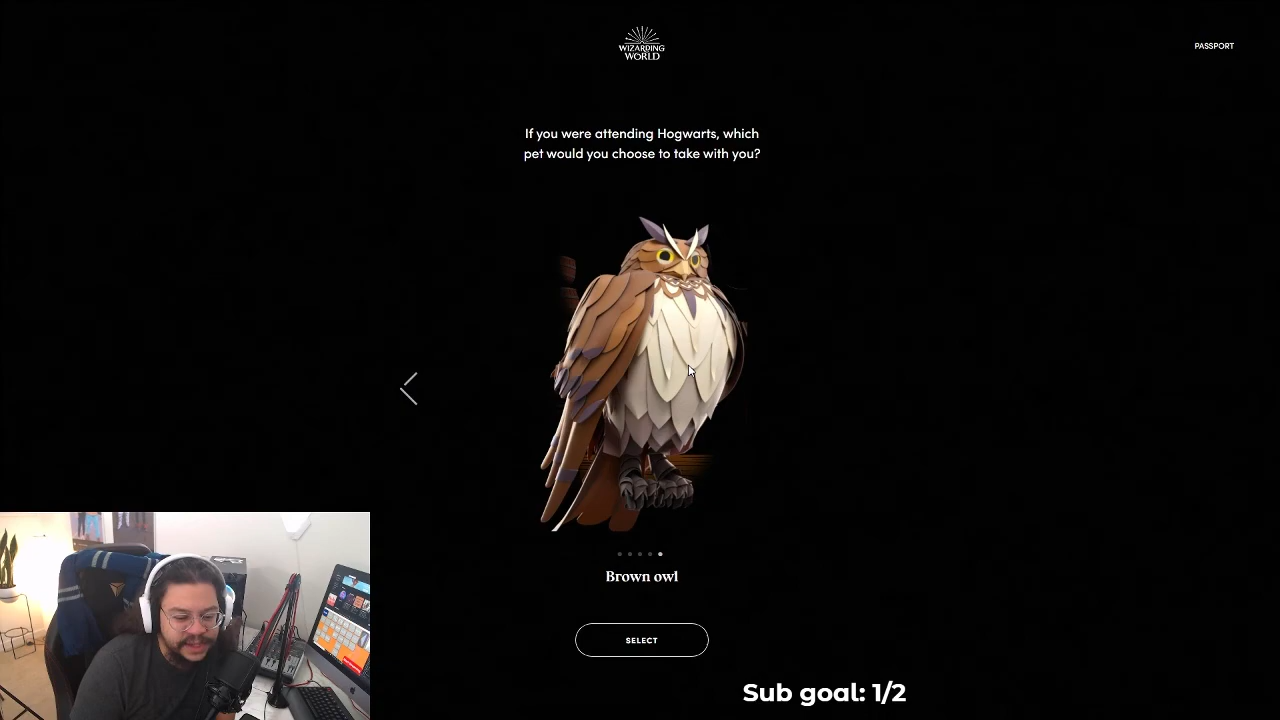 WIZARDING
WORLD
PASSPORT
If you were attending Hogwarts, which
pet would you choose to take with you?
Brown owl
SELECT
Sub goal: 1/2